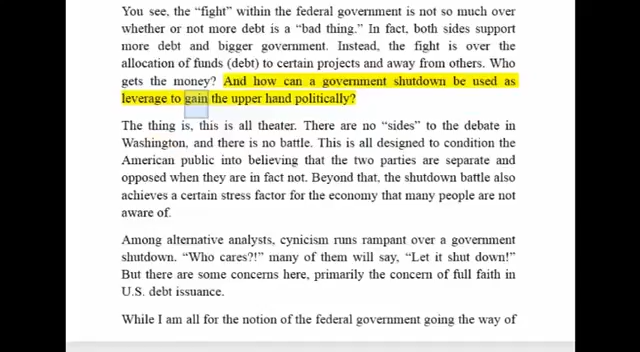 You see, the “fight” within the federal government is not so much over
whether or not more debt is a “bad thing.” In fact, both sides support
more debt and bigger government. Instead, the fight is over the
allocation of funds (debt) to certain projects and away from others. Who
gets the money? And how can a government shutdown be used as
leverage to gain the upper hand politically?
The thing is, this is all theater. There are no “sides” to the debate in
Washington, and there is no battle. This is all designed to condition the
American public into believing that the two parties are separate and
opposed when they are in fact not. Beyond that, the shutdown battle also
achieves a certain stress factor for the economy that many people are not
aware of.
Among alternative analysts, cynicism runs rampant over a government
shutdown. “Who cares?!” many of them will say, “Let it shut down!”
But there are some concerns here, primarily the concern of full faith in
U.S. debt issuance.
While I am all for the notion of the federal government going the way of